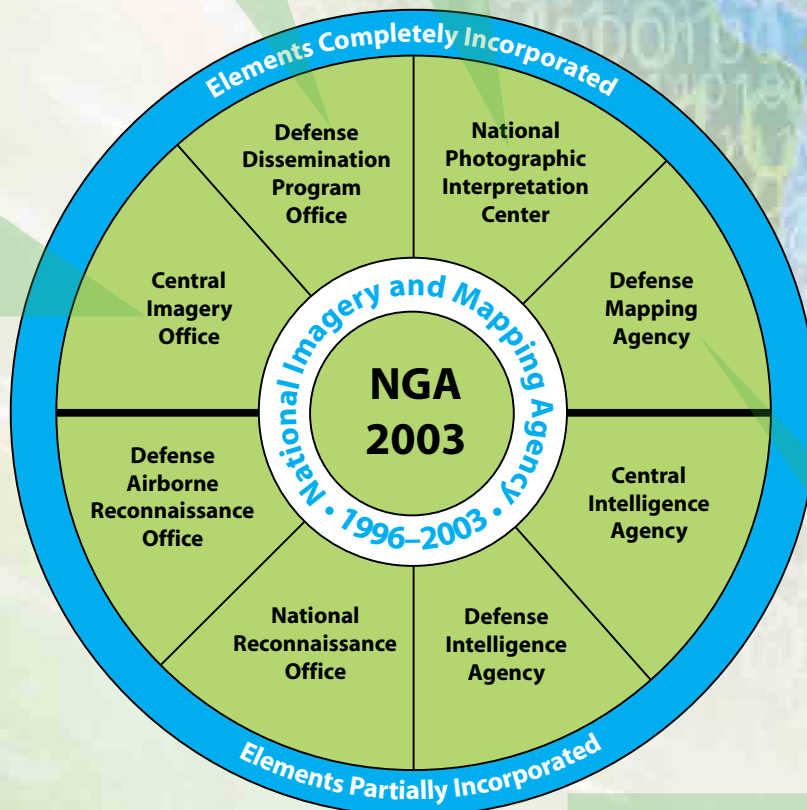 Elements Completely Incorporated
Defense
Dissemination
Program
Office
National
Photographic
Interpretation
Center
Central
Imagery
Office
Defense
Mapping
Agency
National Imagery and Mapping Agency • 1996–2003 •
NGA
2003
Defense
Airborne
Reconnaissance
Office
Central
Intelligence
Agency
National
Reconnaissance
Office
Defense
Intelligence
Agency
Elements Partially Incorporated